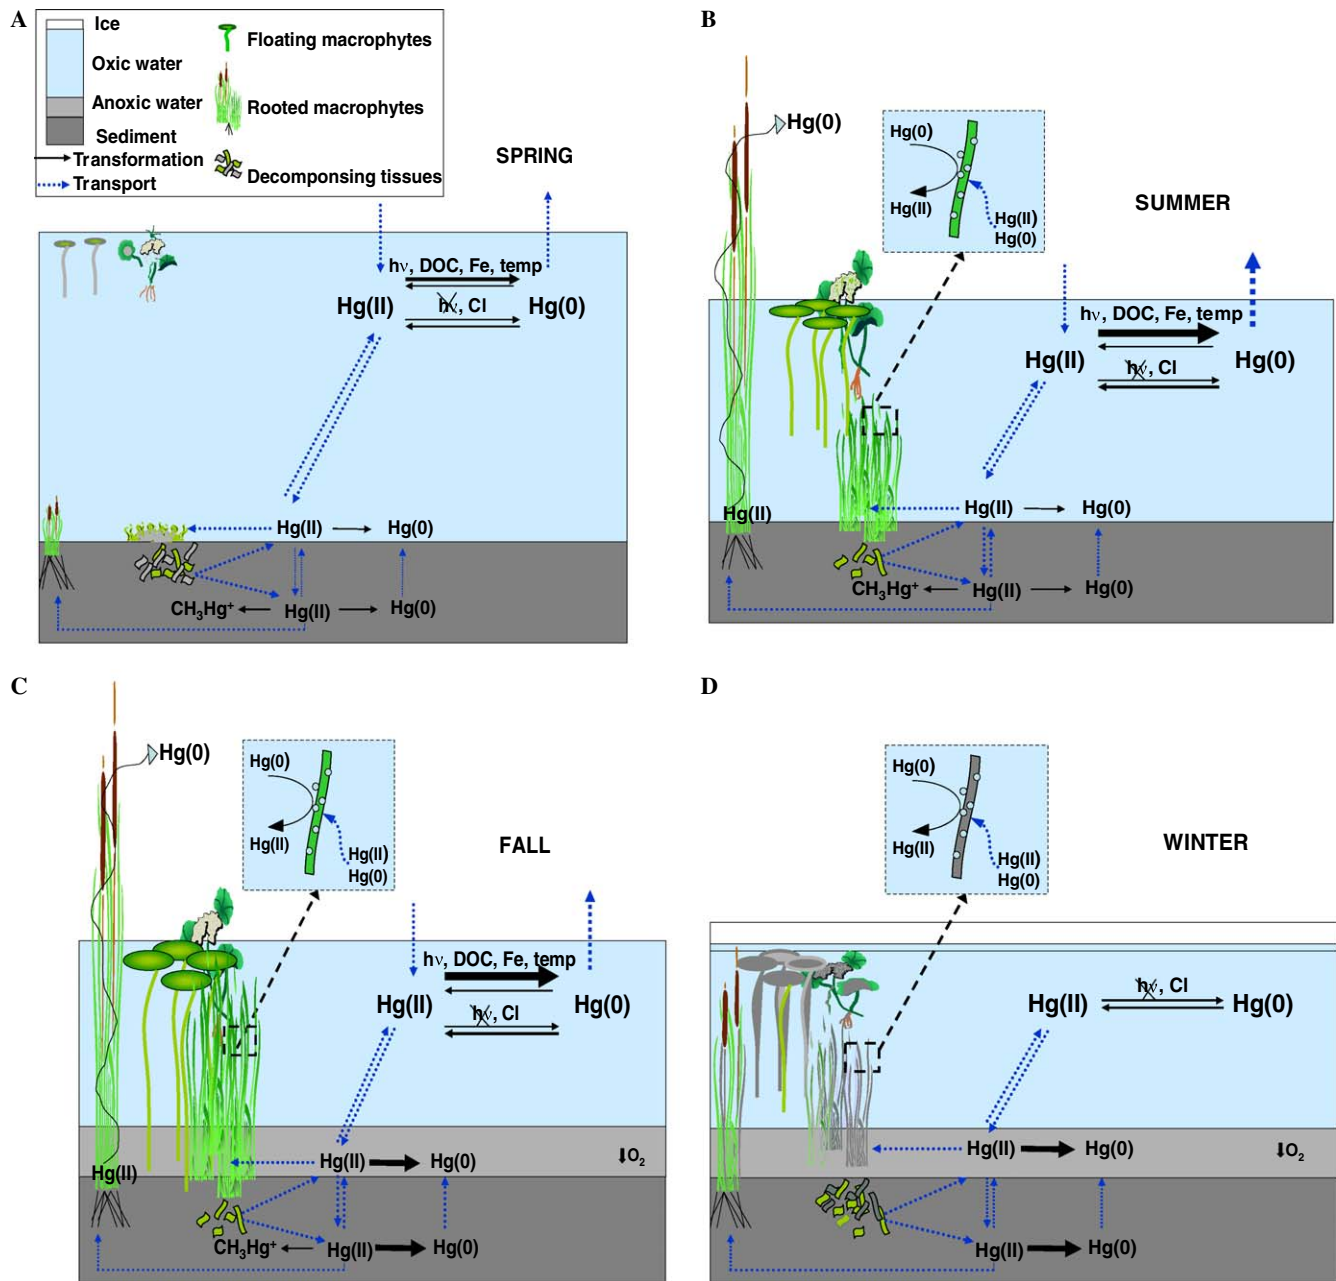 A
Ice
Oxic water
Anoxic water
Sediment
Transformation
Transport
Floating macrophytes
Rooted macrophytes
Decomponsing tissues
SPRING
hν, DOC, Fe, temp
Hg(II)
Hg(0)
hν, Cl
Hg(II)
Hg(0)
CH₃Hg⁺
Hg(II)
Hg(0)
B
Hg(0)
Hg(0)
Hg(II)
Hg(II)
Hg(0)
SUMMER
hν, DOC, Fe, temp
Hg(II)
Hg(0)
hν, Cl
Hg(II)
Hg(II)
Hg(0)
CH₃Hg⁺
Hg(II)
Hg(0)
C
Hg(0)
Hg(0)
Hg(II)
Hg(II)
Hg(0)
FALL
hν, DOC, Fe, temp
Hg(II)
Hg(0)
hν, Cl
Hg(II)
Hg(II)
Hg(0)
⬇O₂
CH₃Hg⁺
Hg(II)
Hg(0)
D
Hg(0)
Hg(II)
Hg(II)
Hg(0)
WINTER
Hg(II)
hν, Cl
Hg(0)
Hg(II)
Hg(0)
⬇O₂
Hg(II)
Hg(0)